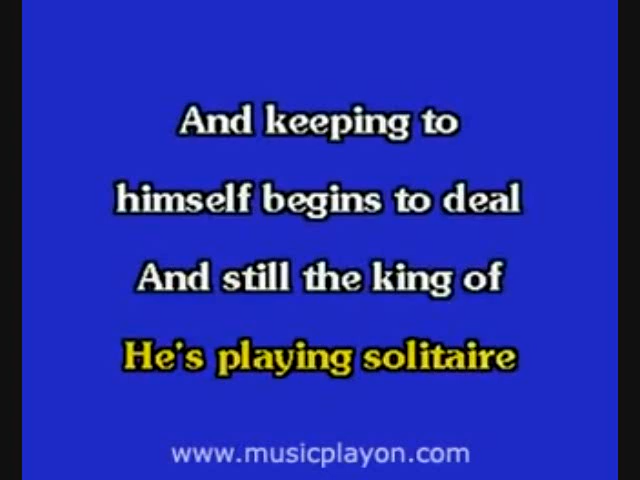 And keeping to
himself begins to deal
And still the king of
He's playing solitaire
www.musicplayon.com